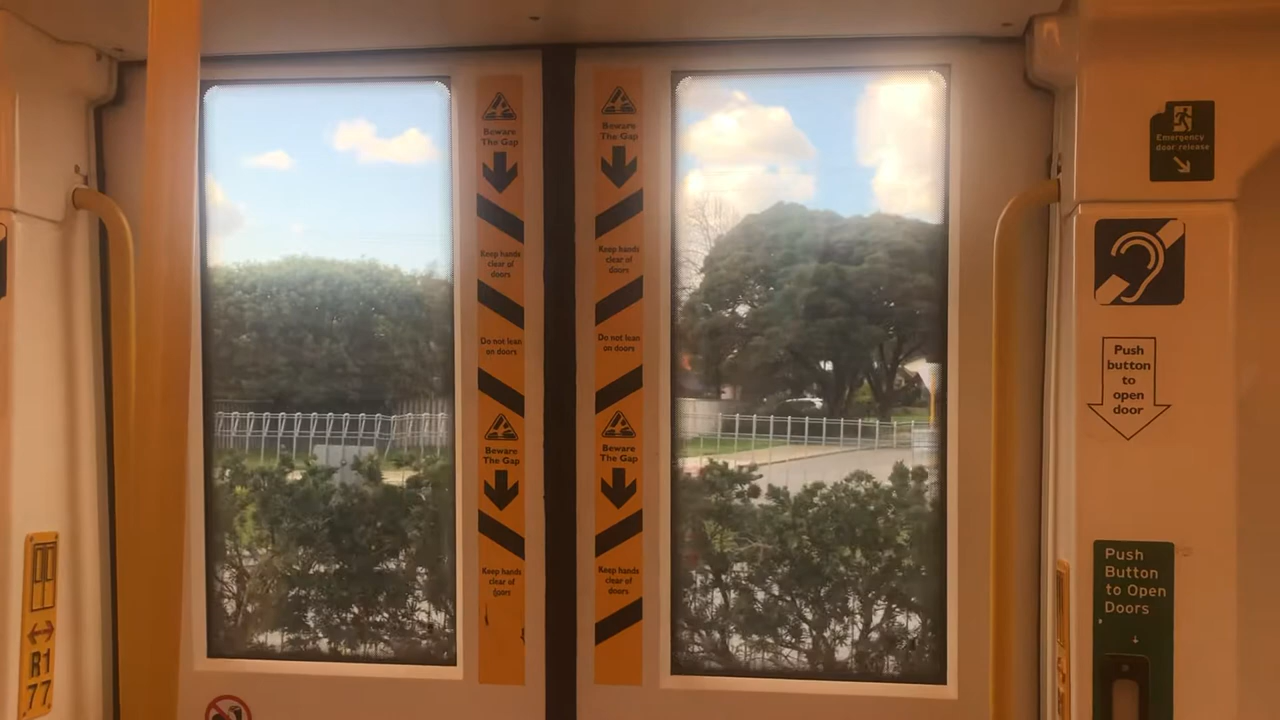 Beware
The Gap
Keep hands
clear of
doors
Do not lean
on doors
Beware
The Gap
Keep hands
clear of
doors
Beware
The Gap
Keep hands
clear of
doors
Do not lean
on doors
Beware
The Gap
Keep hands
clear of
doors
Emergency
door release
Push
button
to
open
door
Push
Button
to Open
Doors
R1
77